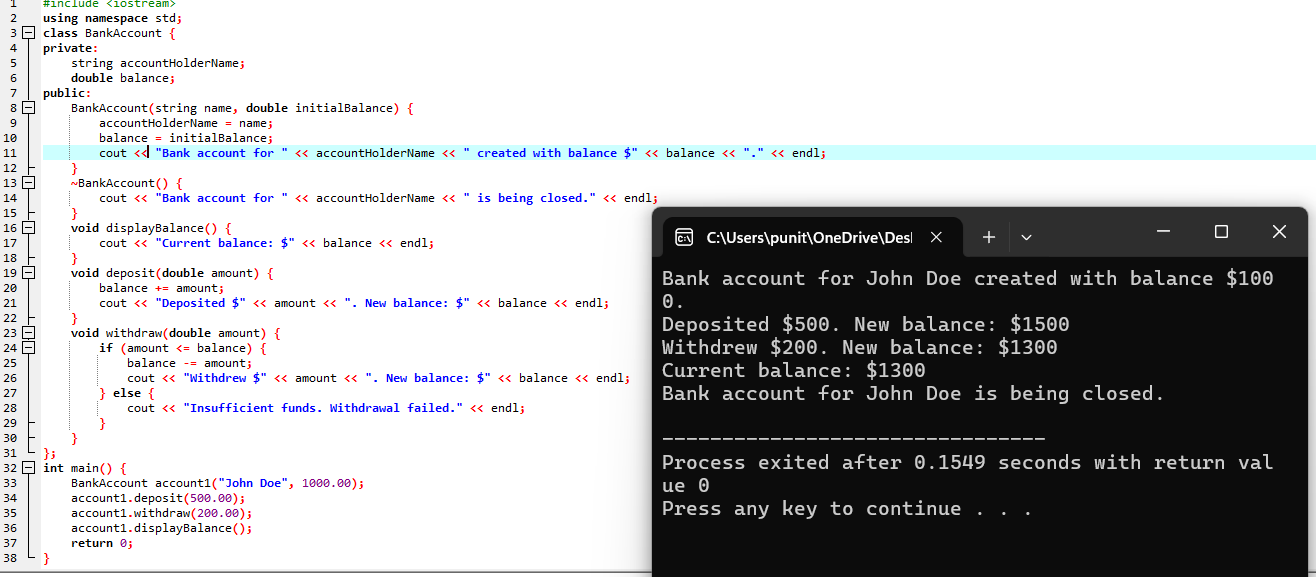 1 #include <iostream>
2 using namespace std;
3 class BankAccount {
4 private:
5 string accountHolderName;
6 double balance;
7 public:
8 BankAccount(string name, double initialBalance) {
9 accountHolderName = name;
10 balance = initialBalance;
11 cout << "Bank account for " << accountHolderName << " created with balance $" << balance << "." << endl;
12 }
13 ~BankAccount() {
14 cout << "Bank account for " << accountHolderName << " is being closed." << endl;
15 }
16 void displayBalance() {
17 cout << "Current balance: $" << balance << endl;
18 }
19 void deposit(double amount) {
20 balance += amount;
21 cout << "Deposited $" << amount << ". New balance: $" << balance << endl;
22 }
23 void withdraw(double amount) {
24 if (amount <= balance) {
25 balance -= amount;
26 cout << "Withdrew $" << amount << ". New balance: $" << balance << endl;
27 } else {
28 cout << "Insufficient funds. Withdrawal failed." << endl;
29 }
30 }
31 };
32 int main() {
33 BankAccount account1("John Doe", 1000.00);
34 account1.deposit(500.00);
35 account1.withdraw(200.00);
36 account1.displayBalance();
37 return 0;
38 }
C:\Users\punit\OneDrive\Des
Bank account for John Doe created with balance $100
0.
Deposited $500. New balance: $1500
Withdrew $200. New balance: $1300
Current balance: $1300
Bank account for John Doe is being closed.
--------------------------------
Process exited after 0.1549 seconds with return val
ue 0
Press any key to continue . . .